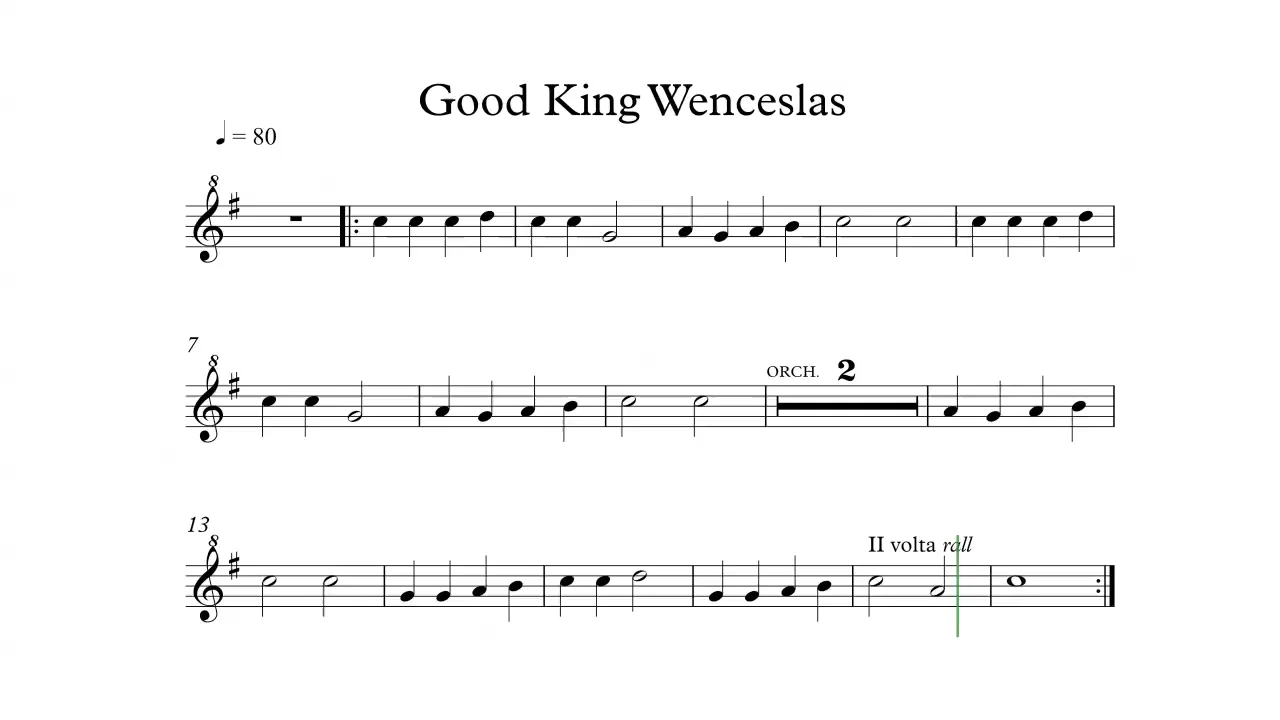 Good King Wenceslas
♩ = 80
8
7
8
ORCH. 2
13
8
II volta rall